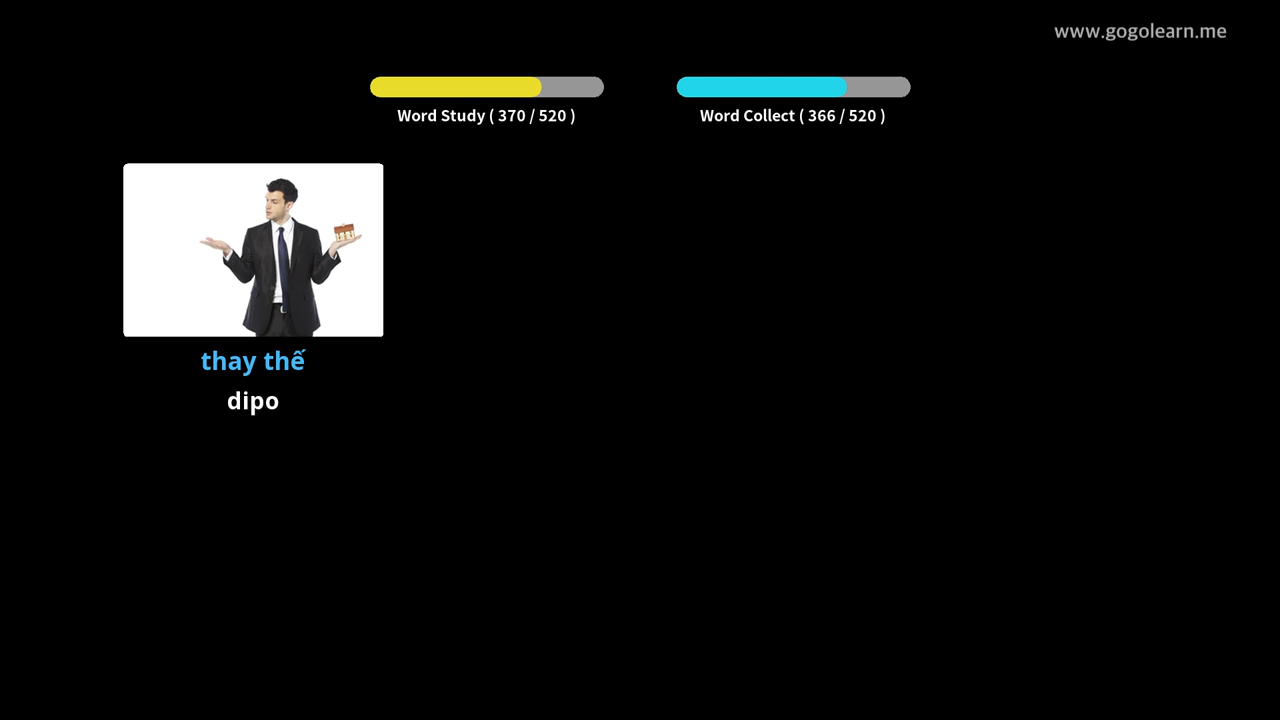 www.gogolearn.me
Word Study ( 370 / 520 )
Word Collect ( 366 / 520 )
thay thế
dipo